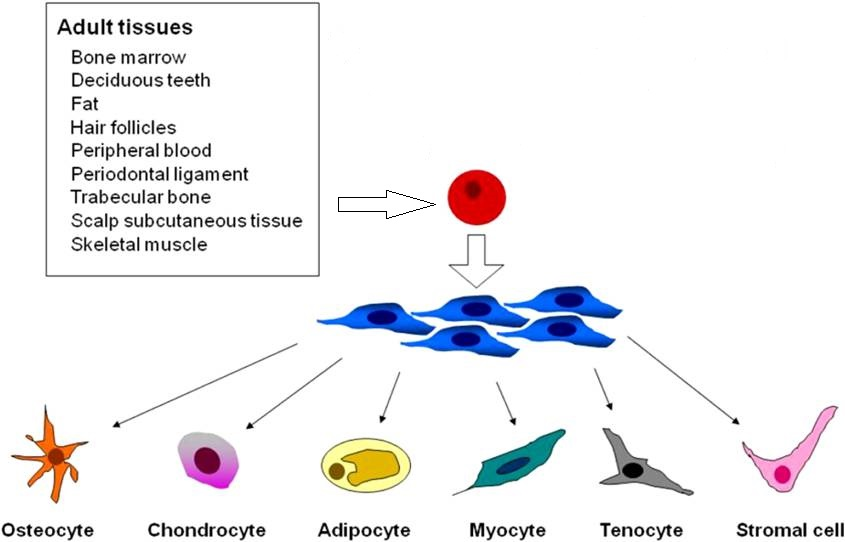 Adult tissues
Bone marrow
Deciduous teeth
Fat
Hair follicles
Peripheral blood
Periodontal ligament
Trabecular bone
Scalp subcutaneous tissue
Skeletal muscle
Osteocyte Chondrocyte Adipocyte Myocyte Tenocyte Stromal cell